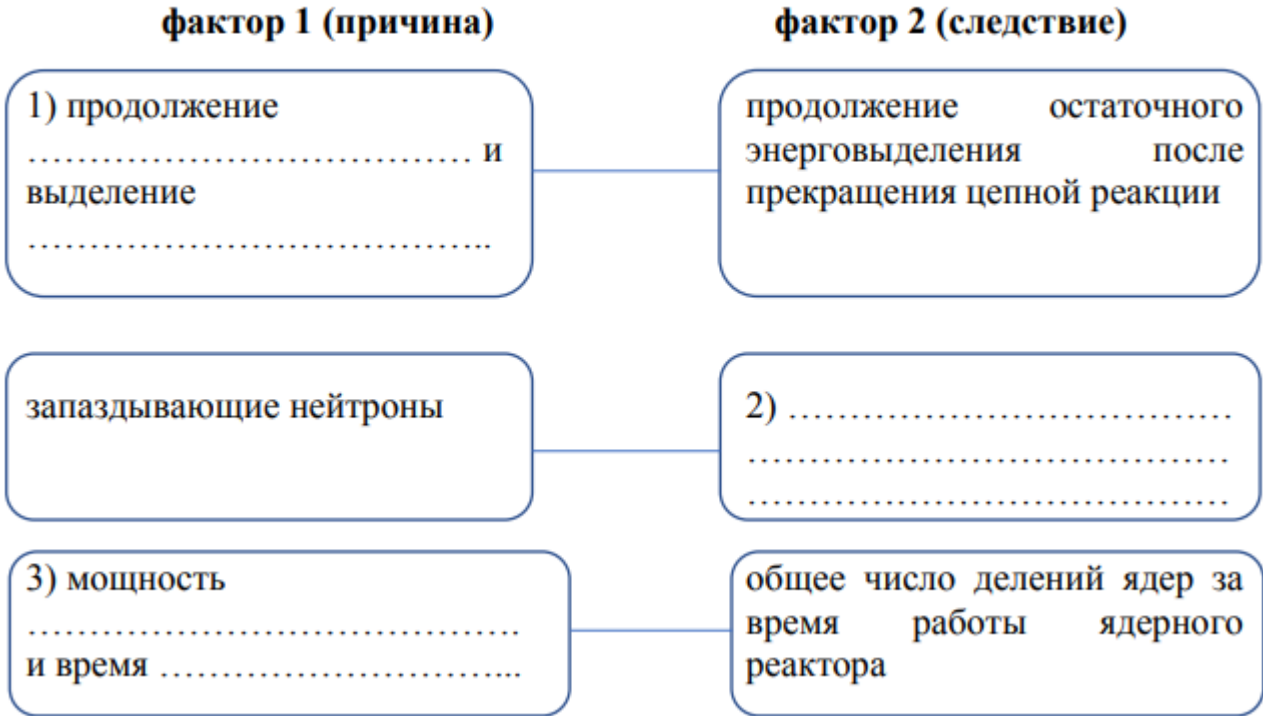 фактор 1 (причина)
фактор 2 (следствие)
1) продолжение
………………………………… и
выделение
…………………………………..
продолжение остаточного
энерговыделения после
прекращения цепной реакции
запаздывающие нейтроны
2) …………………………………
……………………………………
……………………………………
3) мощность
…………………………………….
и время ………………………...
общее число делений ядер за
время работы ядерного
реактора